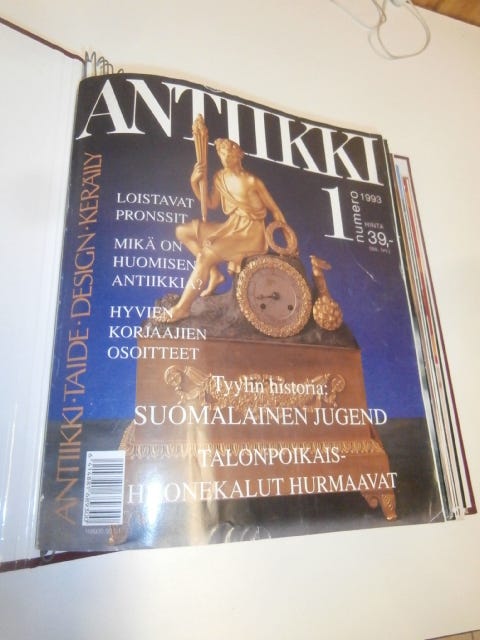 ANTIIKKI
1
numero
1993
HINTA
39,-
LOISTAVAT
PRONSSIT
MIKÄ ON
HUOMISEN
ANTIIKKIA?
HYVIEN
KORJAAJIEN
OSOITTEET
Tyylin historia:
SUOMALAINEN JUGEND
TALONPOIKAIS-
HUONEKALUT HURMAAVAT
ANTIIKKI·TAIDE·DESIGN·KERÄILY